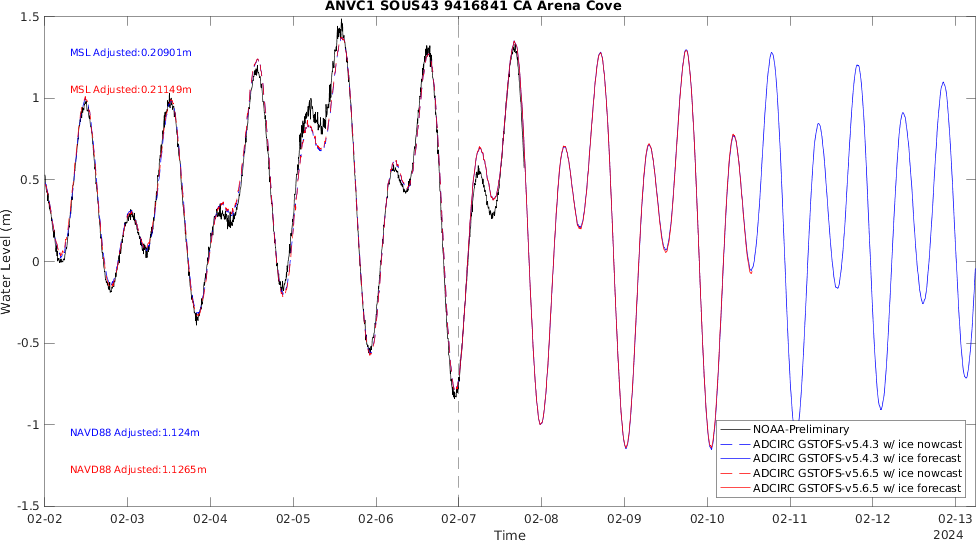 ANVC1 SOUS43 9416841 CA Arena Cove
1.5
1
0.5
0
-0.5
-1
-1.5
Water Level (m)
MSL Adjusted:0.20901m
MSL Adjusted:0.21149m
NAVD88 Adjusted:1.124m
NAVD88 Adjusted:1.1265m
NOAA-Preliminary
ADCIRC GSTOFS-v5.4.3 w/ ice nowcast
ADCIRC GSTOFS-v5.4.3 w/ ice forecast
ADCIRC GSTOFS-v5.6.5 w/ ice nowcast
ADCIRC GSTOFS-v5.6.5 w/ ice forecast
02-02 02-03 02-04 02-05 02-06 02-07 02-08 02-09 02-10 02-11 02-12 02-13
Time
2024